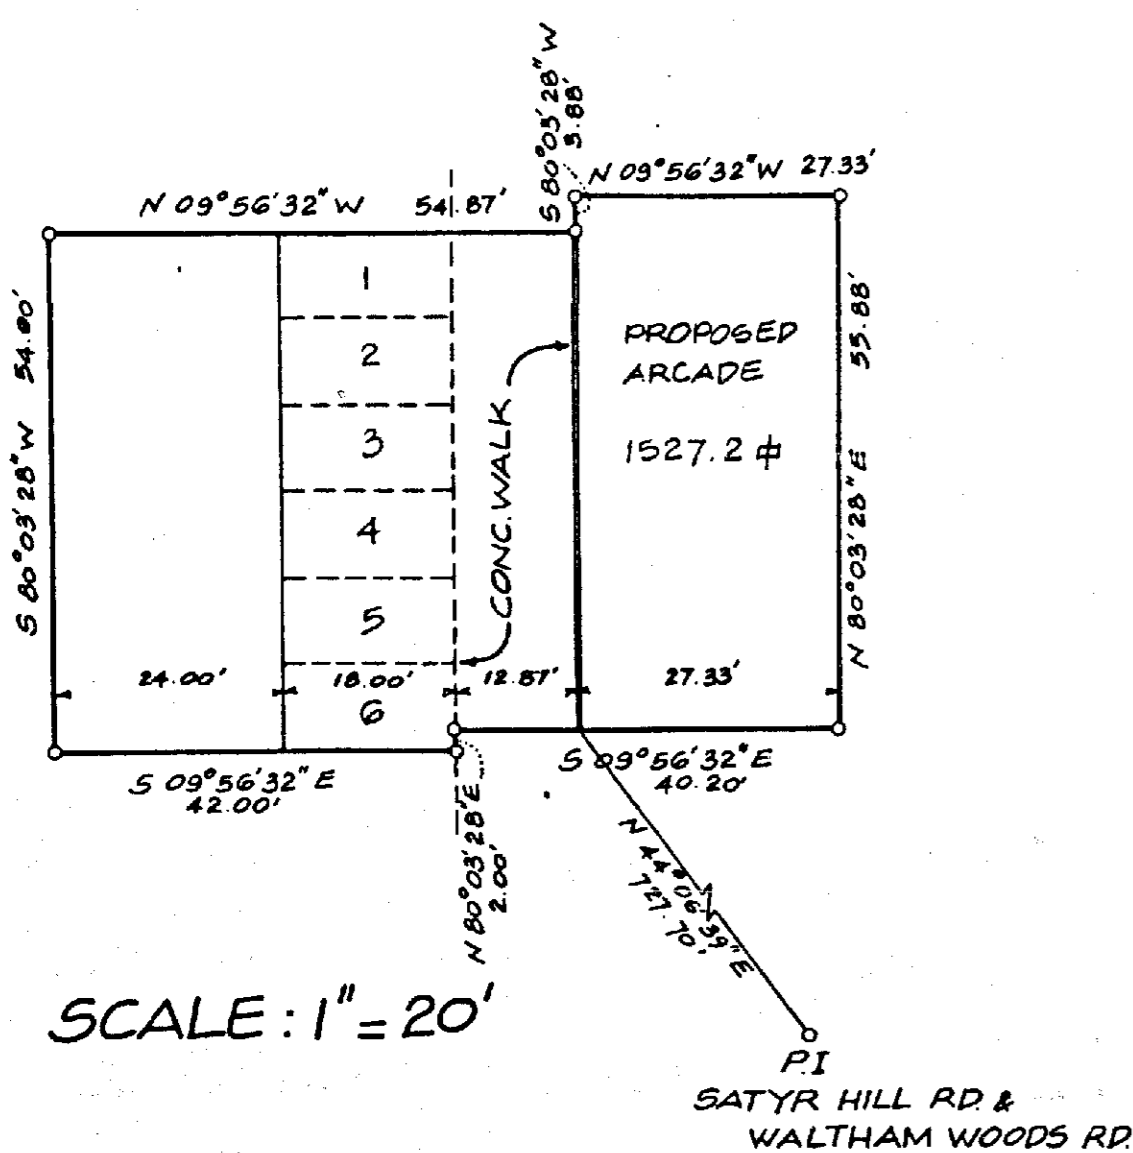 S 80°03'28" W
3.88'
N 09°56'32" W 27.33'
N 09°56'32" W 54.87'
S 80°03'28" W 54.00'
1
2
3
4
5
6
CONC. WALK
PROPOSED
ARCADE
1527.2 ⌽
N 80°03'28" E 55.88'
24.00'
18.00'
12.87'
27.33'
S 09°56'32" E
42.00'
N 80°03'28" E
2.00'
S 09°56'32" E
40.20'
N 44°06'39" E
727.70'
SCALE: 1" = 20'
P.I
SATYR HILL RD. &
WALTHAM WOODS RD.